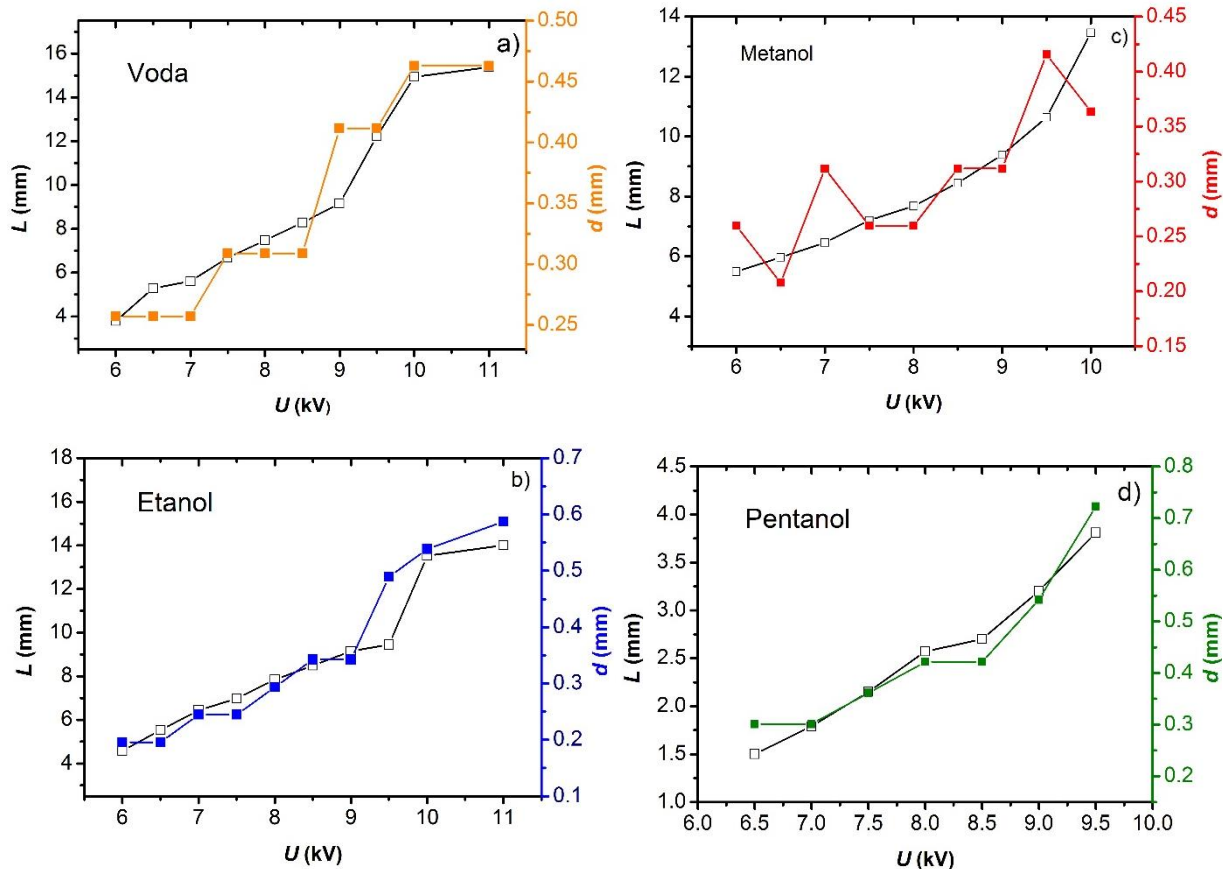 a)
Voda
16
14
12
10
8
6
4
L (mm)
0.50
0.45
0.40
0.35
0.30
0.25
d (mm)
6 7 8 9 10 11
U (kV)
c)
Metanol
14
12
10
8
6
4
L (mm)
0.45
0.40
0.35
0.30
0.25
0.20
0.15
d (mm)
6 7 8 9 10
U (kV)
b)
Etanol
18
16
14
12
10
8
6
4
L (mm)
0.7
0.6
0.5
0.4
0.3
0.2
0.1
d (mm)
6 7 8 9 10 11
U (kV)
d)
Pentanol
4.5
4.0
3.5
3.0
2.5
2.0
1.5
1.0
L (mm)
0.8
0.7
0.6
0.5
0.4
0.3
0.2
d (mm)
6.0 6.5 7.0 7.5 8.0 8.5 9.0 9.5 10.0
U (kV)